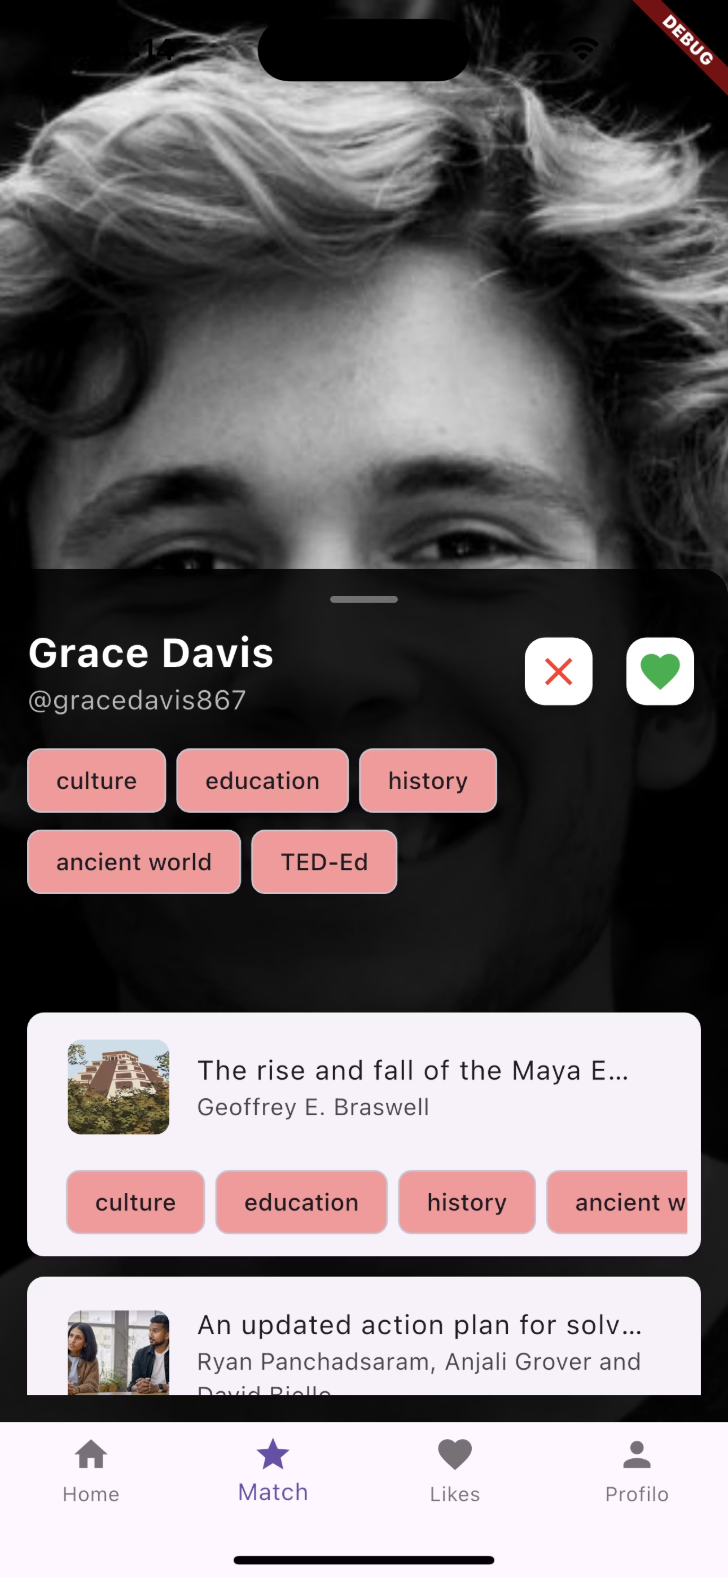 DEBUG
Grace Davis
@gracedavis867
culture education history
ancient world TED-Ed
The rise and fall of the Maya E...
Geoffrey E. Braswell
culture education history ancient w
An updated action plan for solv...
Ryan Panchadsaram, Anjali Grover and
David Biello
Home Match Likes Profilo